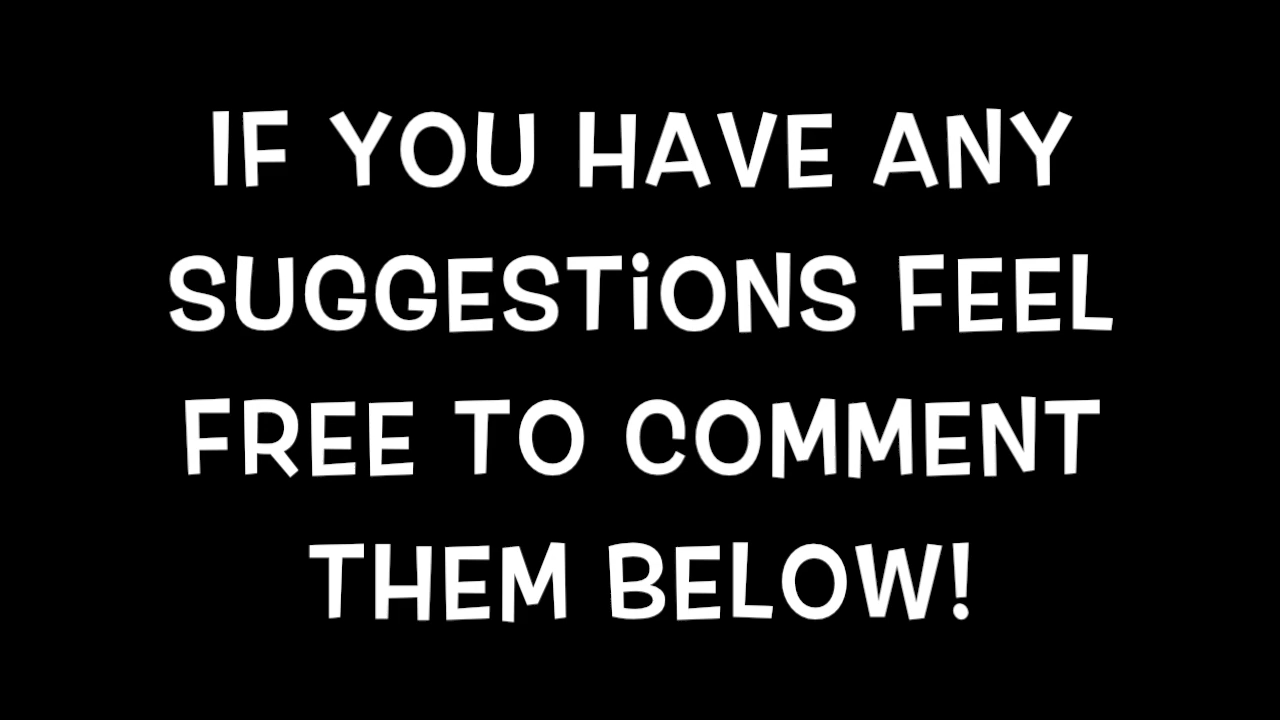 IF YOU HAVE ANY
SUGGESTiONS FEEL
FREE TO COMMENT
THEM BELOW!